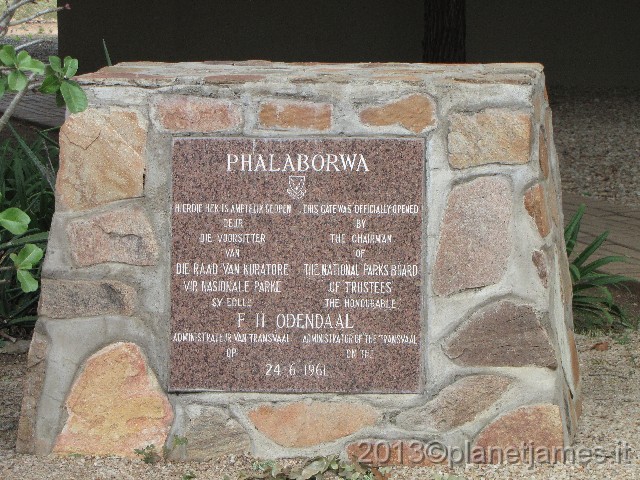 PHALABORWA
HIERDIE HEK IS AMPTELIK GEOPEN THIS GATE WAS OFFICIALLY OPENED
DEUR BY
DIE VOORSITTER THE CHAIRMAN
VAN OF
DIE RAAD VAN KURATORE THE NATIONAL PARKS BOARD
VIR NASIONALE PARKE OF TRUSTEES
SY EDELE THE HONOURABLE
F H ODENDAAL
ADMINISTRATEUR VAN TRANSVAAL ADMINISTRATOR OF THE TRANSVAAL
OP ON THE
24-6-1961
2013©planetjames.it